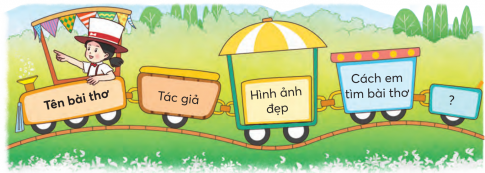 Tên bài thơ
Tác giả
Hình ảnh
đẹp
Cách em
tìm bài thơ
?